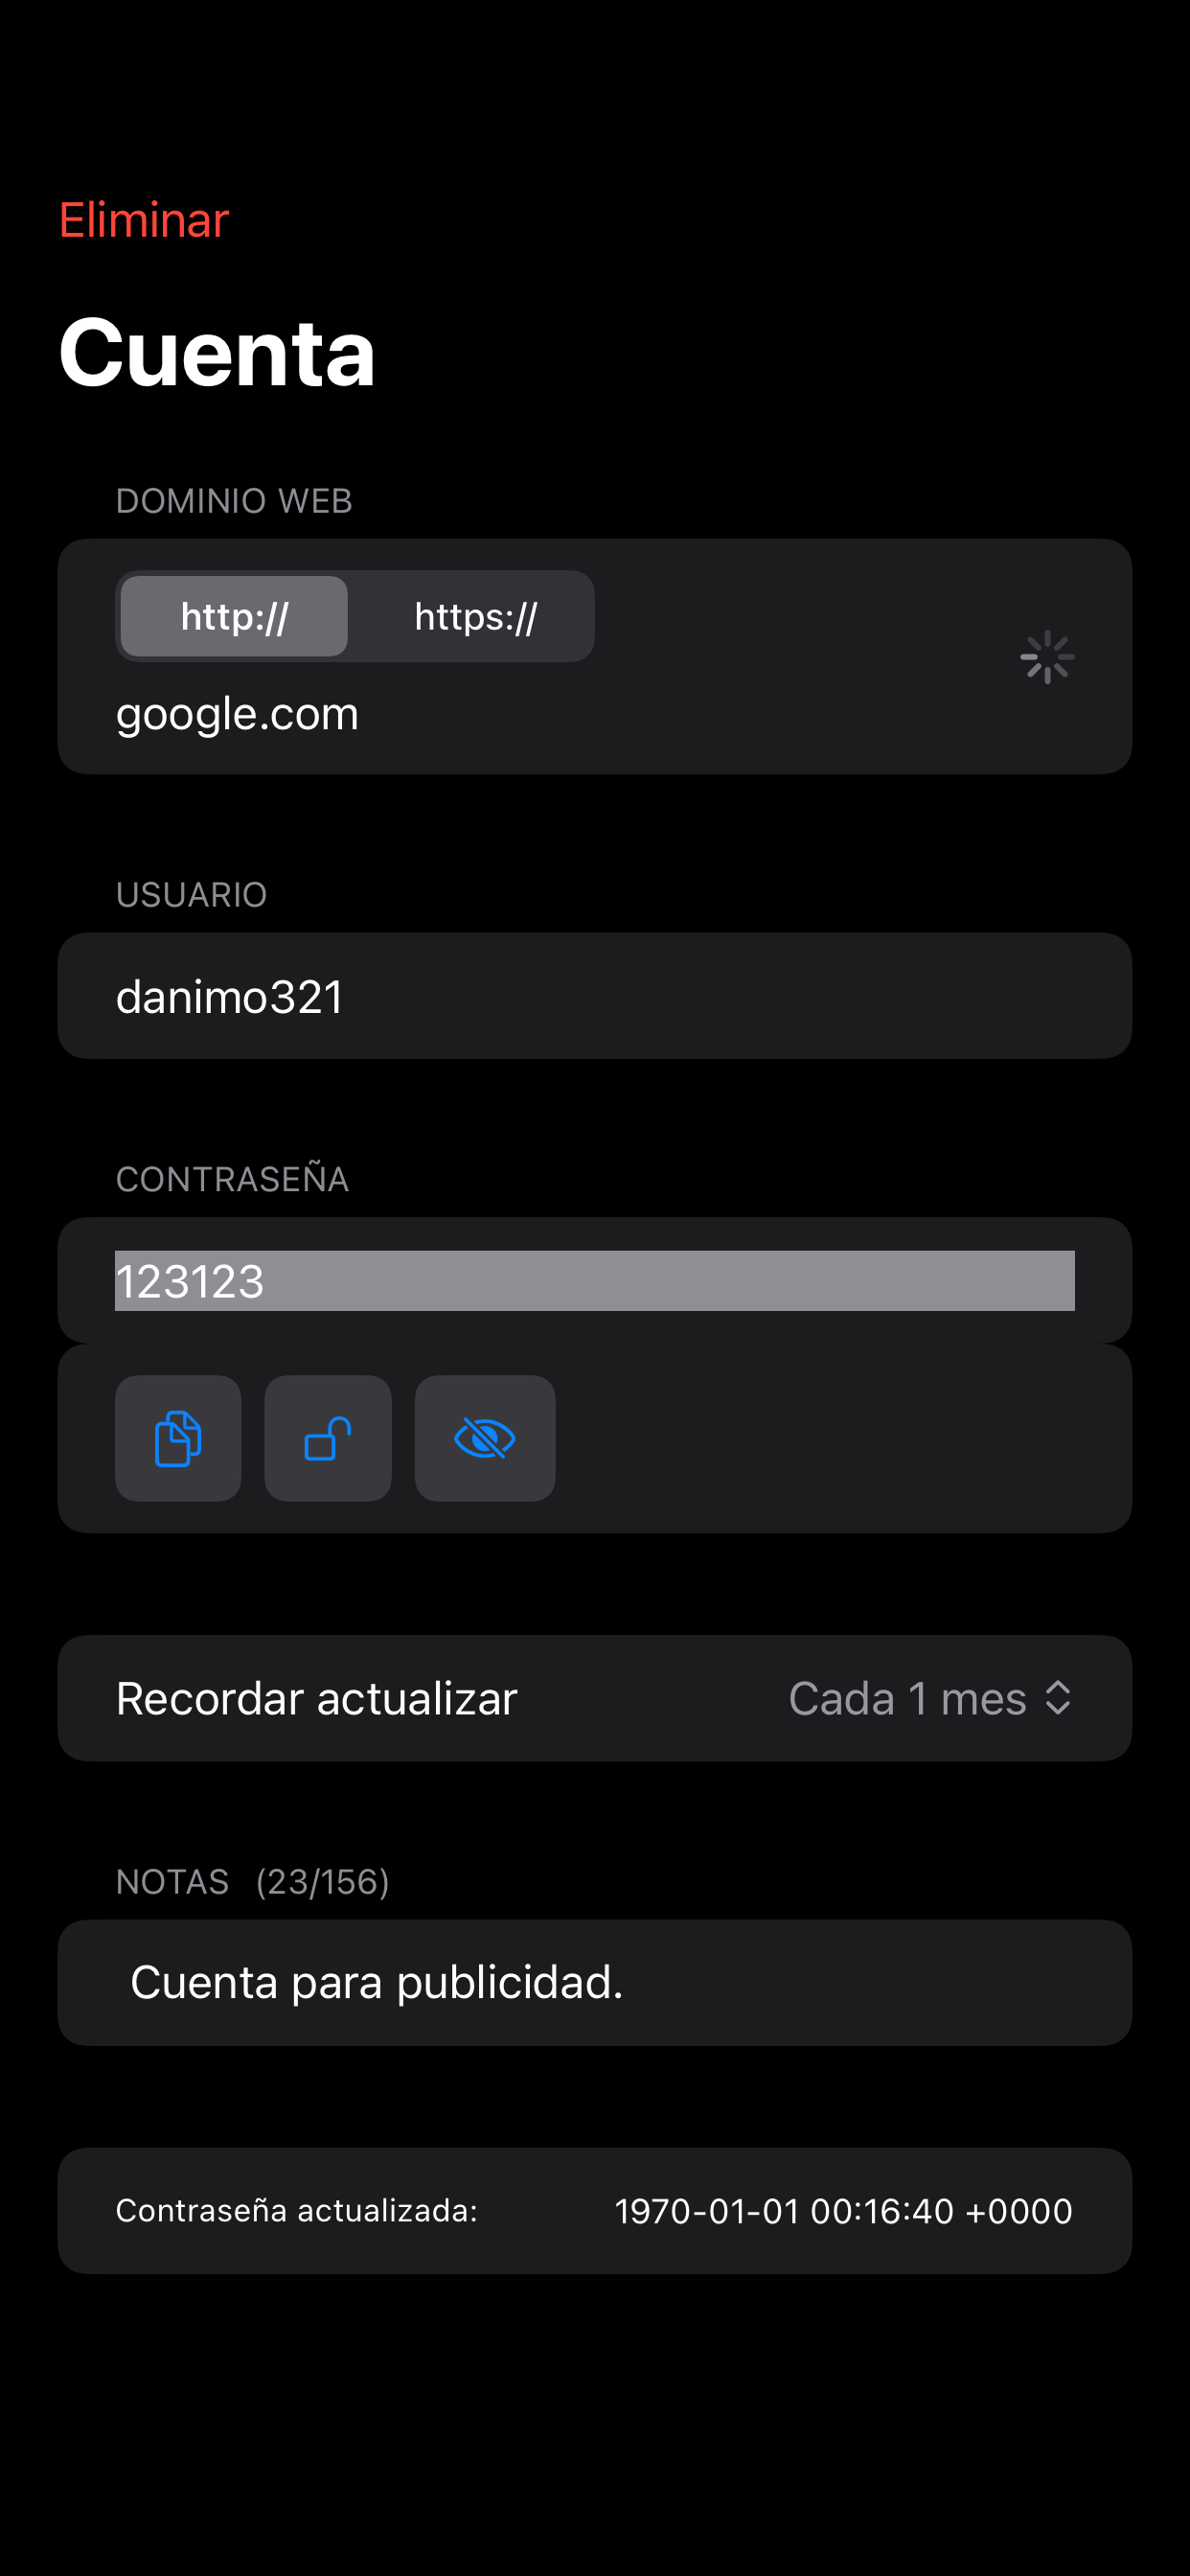 Eliminar
Cuenta
DOMINIO WEB
http:// https://
google.com
USUARIO
danimo321
CONTRASEÑA
123123
Recordar actualizar Cada 1 mes
NOTAS (23/156)
Cuenta para publicidad.
Contraseña actualizada: 1970-01-01 00:16:40 +0000